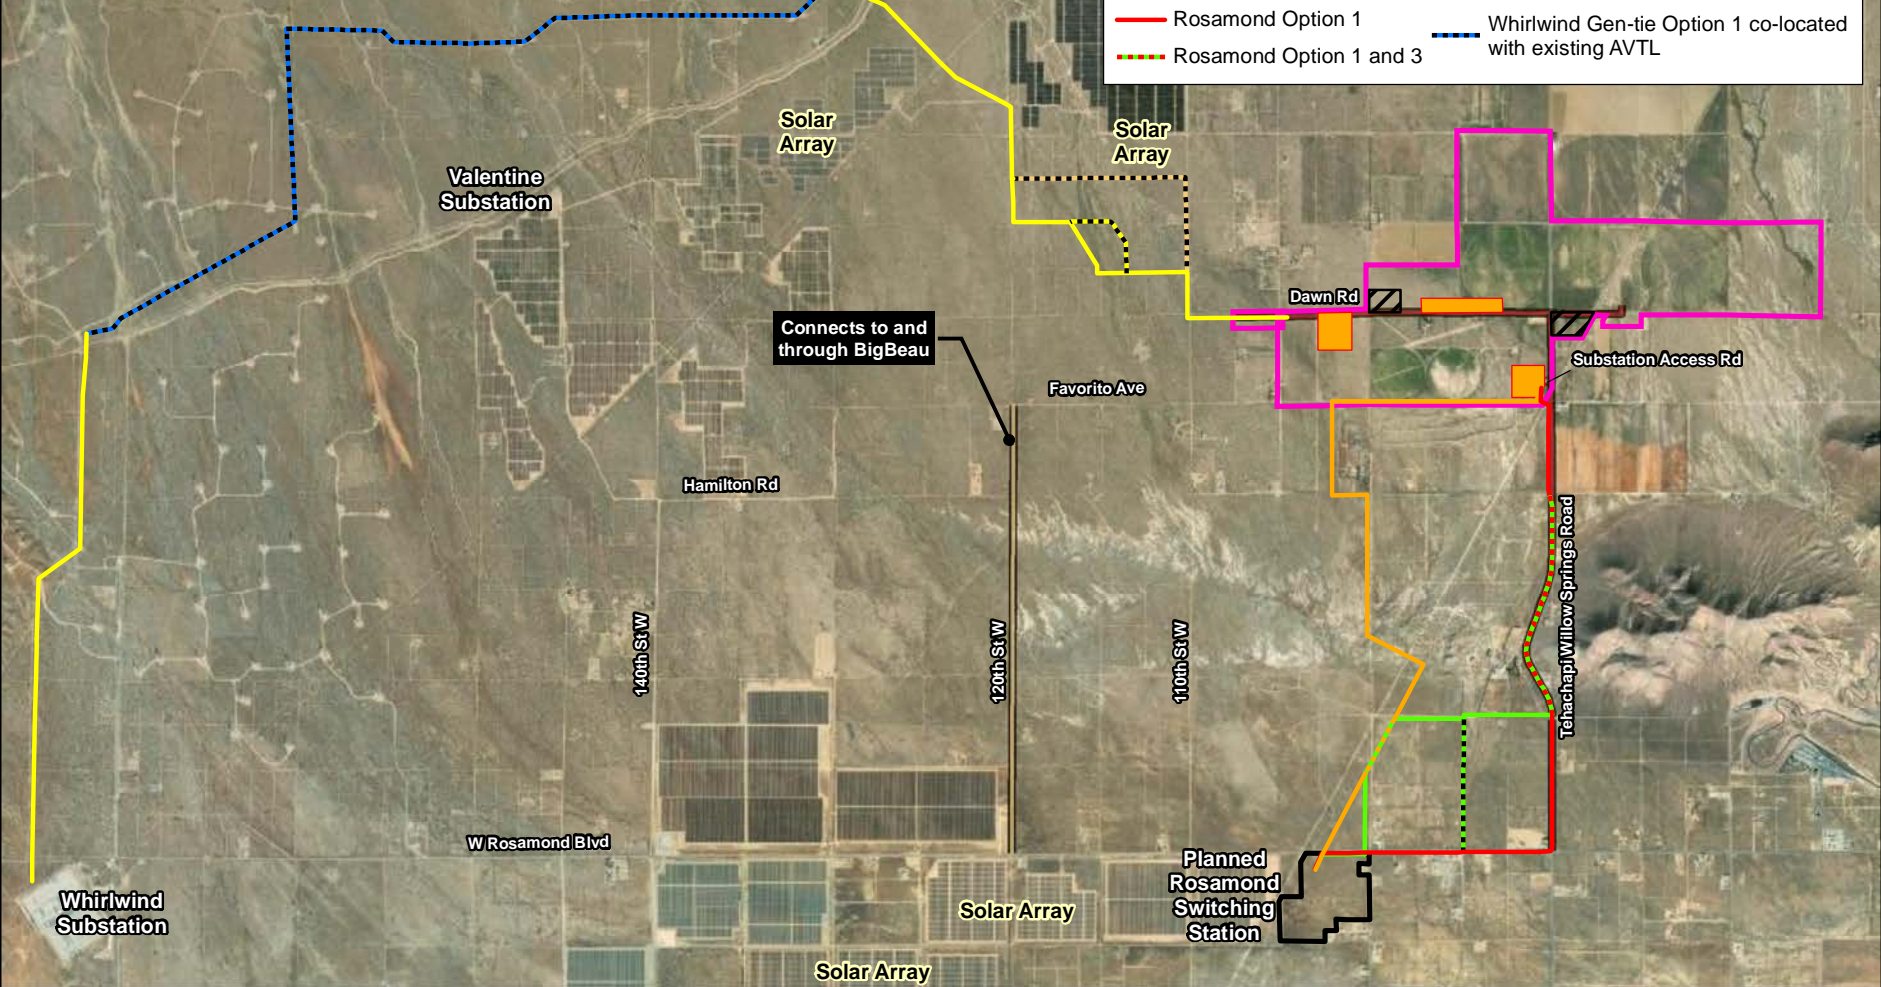 Rosamond Option 1
Rosamond Option 1 and 3
Whirlwind Gen-tie Option 1 co-located
with existing AVTL
Solar
Array
Solar
Array
Valentine
Substation
Dawn Rd
Connects to and
through BigBeau
Substation Access Rd
Favorito Ave
Hamilton Rd
Tehachapi Willow Springs Road
140th St W
120th St W
110th St W
W Rosamond Blvd
Planned
Rosamond
Switching
Station
Whirlwind
Substation
Solar Array
Solar Array